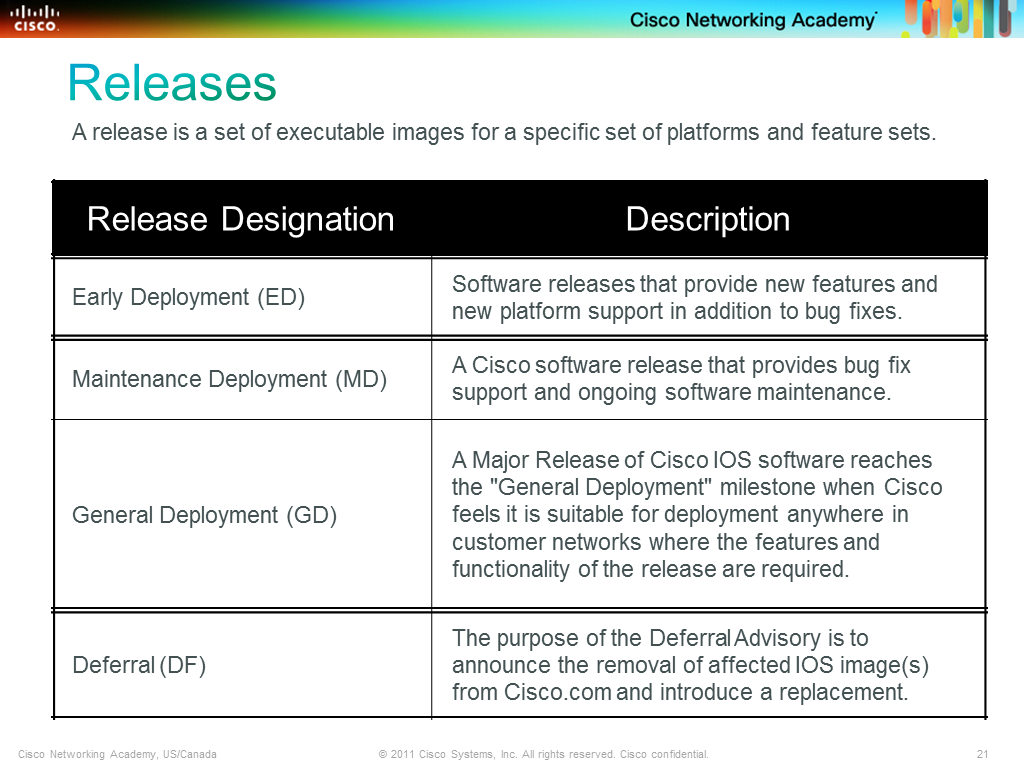 CISCO.
Cisco Networking Academy
Releases
A release is a set of executable images for a specific set of platforms and feature sets.
Release Designation
Description
Early Deployment (ED)
Software releases that provide new features and
new platform support in addition to bug fixes.
Maintenance Deployment (MD)
A Cisco software release that provides bug fix
support and ongoing software maintenance.
General Deployment (GD)
A Major Release of Cisco IOS software reaches
the "General Deployment" milestone when Cisco
feels it is suitable for deployment anywhere in
customer networks where the features and
functionality of the release are required.
Deferral (DF)
The purpose of the Deferral Advisory is to
announce the removal of affected IOS image(s)
from Cisco.com and introduce a replacement.
Cisco Networking Academy, US/Canada
© 2011 Cisco Systems, Inc. All rights reserved. Cisco confidential.
21